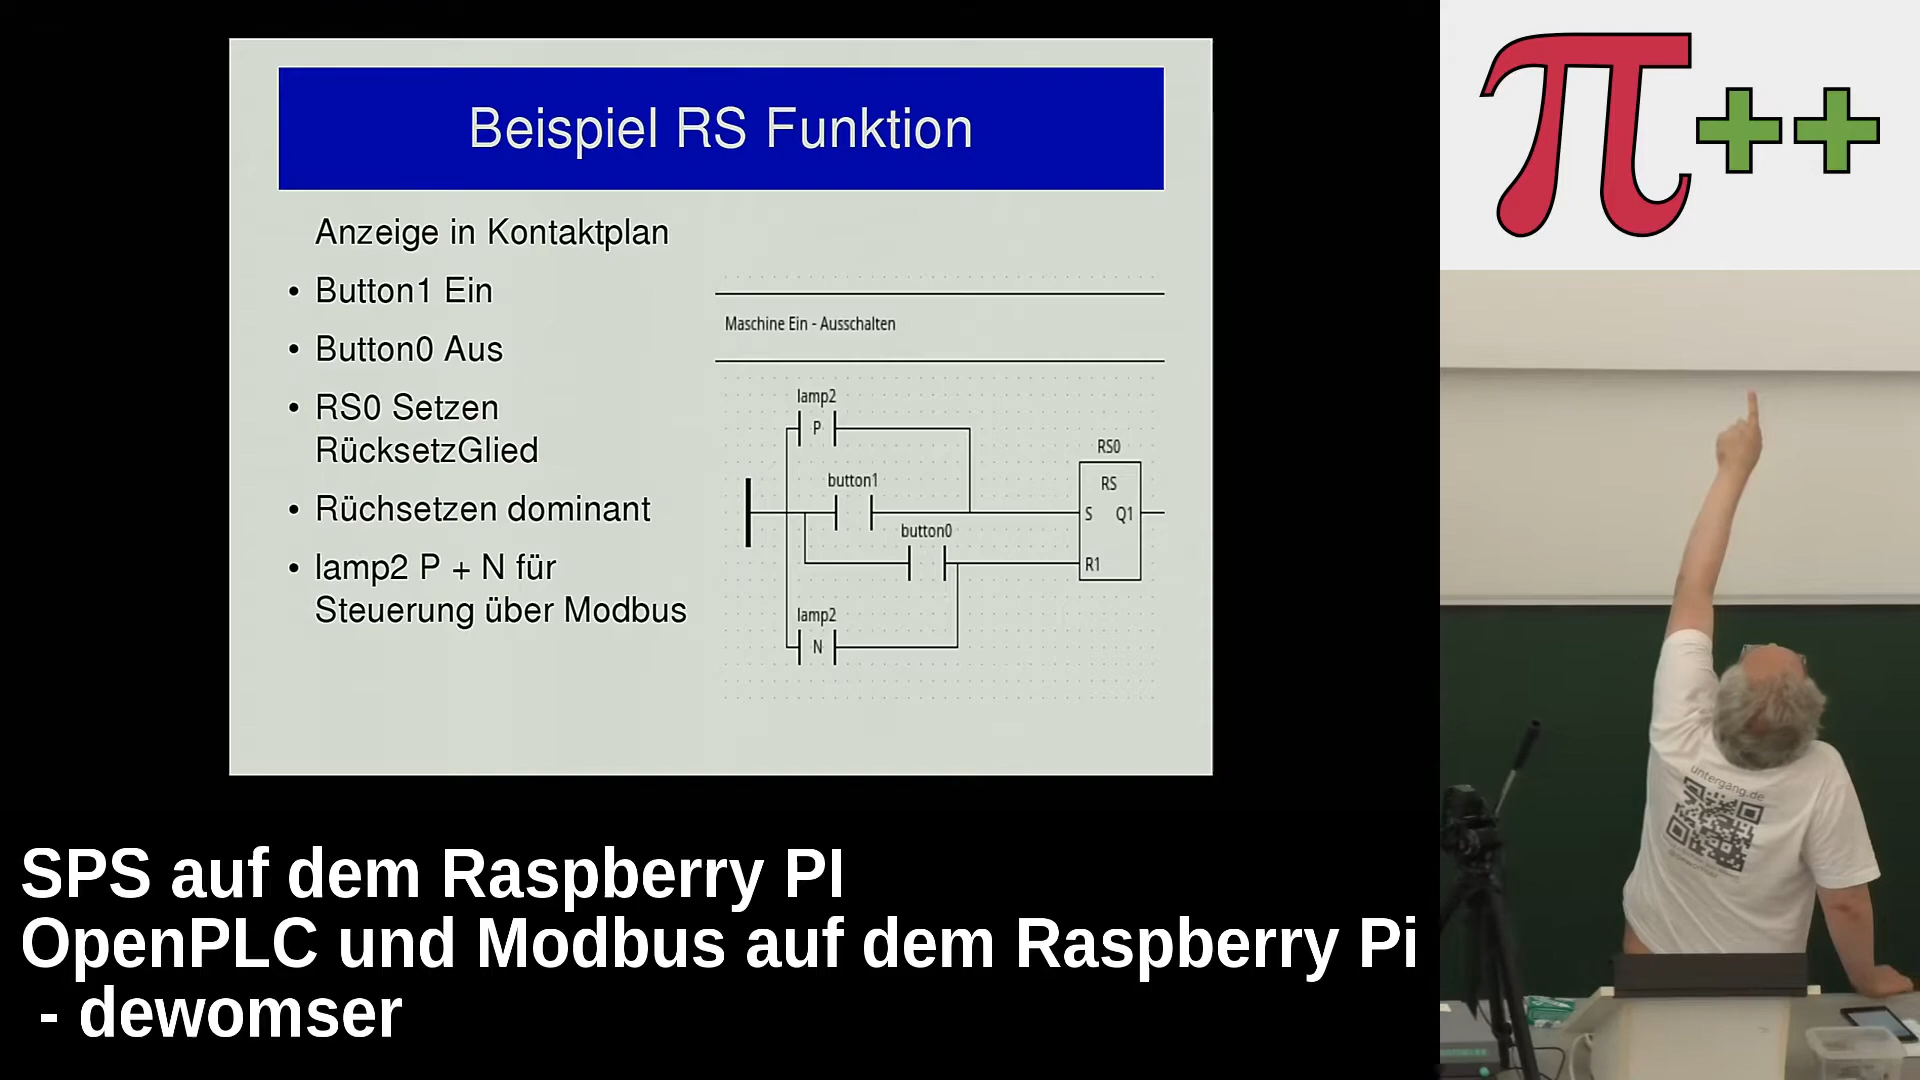 Beispiel RS Funktion
Anzeige in Kontaktplan
• Button1 Ein
• Button0 Aus
• RS0 Setzen
RücksetzGlied
• Rüchsetzen dominant
• lamp2 P + N für
Steuerung über Modbus
Maschine Ein - Ausschalten
lamp2
P
button1
button0
lamp2
N
RS0
RS
S Q1
R1
π++
untergang.de
SPS auf dem Raspberry PI
OpenPLC und Modbus auf dem Raspberry Pi
- dewomser